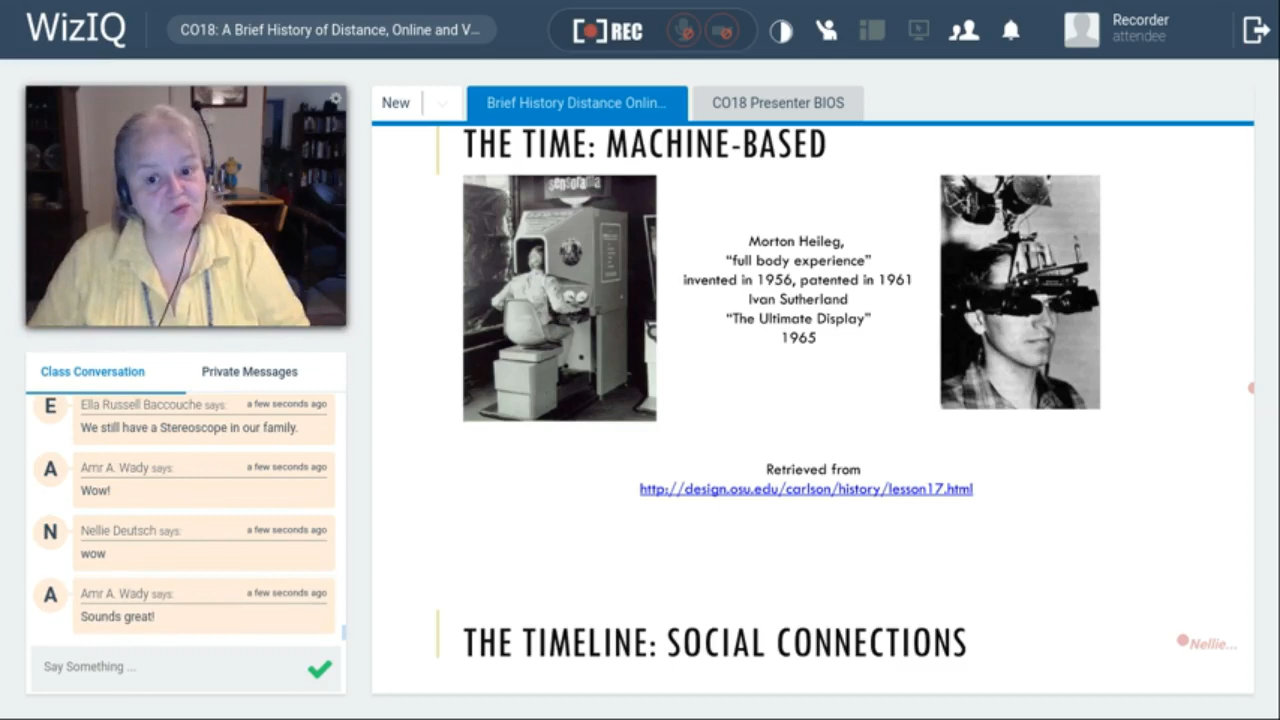 WizIQ
CO18: A Brief History of Distance, Online and V...
REC
Recorder
attendee
New
Brief History Distance Onlin...
CO18 Presenter BIOS
THE TIME: MACHINE-BASED
sensorama
Morton Heileg,
“full body experience”
invented in 1956, patented in 1961
Ivan Sutherland
“The Ultimate Display”
1965
Retrieved from
http://design.osu.edu/carlson/history/lesson17.html
THE TIMELINE: SOCIAL CONNECTIONS
Nellie...
Class Conversation
Private Messages
E
Ella Russell Baccouche says: a few seconds ago
We still have a Stereoscope in our family.
A
Amr A. Wady says: a few seconds ago
Wow!
N
Nellie Deutsch says: a few seconds ago
wow
A
Amr A. Wady says: a few seconds ago
Sounds great!
Say Something ...